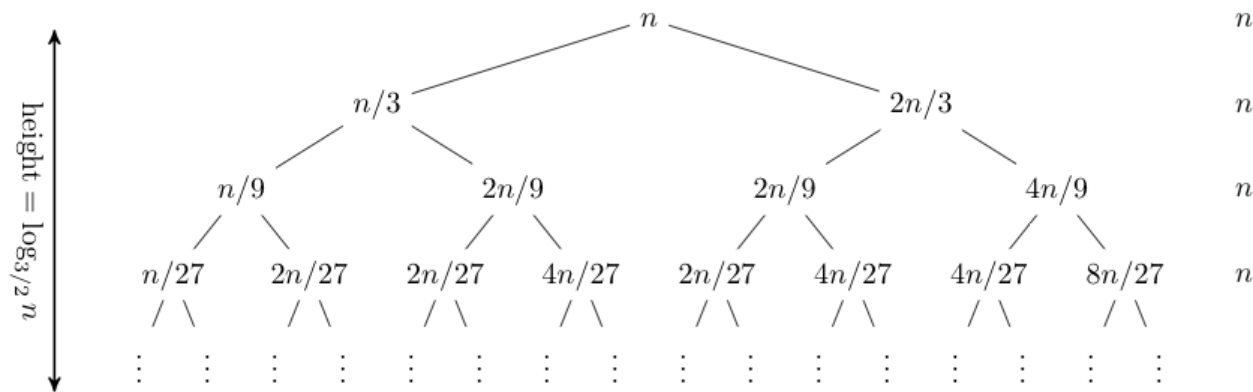 n n
n/3 2n/3 n
n/9 2n/9 2n/9 4n/9 n
n/27 2n/27 2n/27 4n/27 2n/27 4n/27 4n/27 8n/27 n
⋮ ⋮ ⋮ ⋮ ⋮ ⋮ ⋮ ⋮ ⋮ ⋮ ⋮ ⋮ ⋮ ⋮ ⋮ ⋮
height = log_{3/2} n